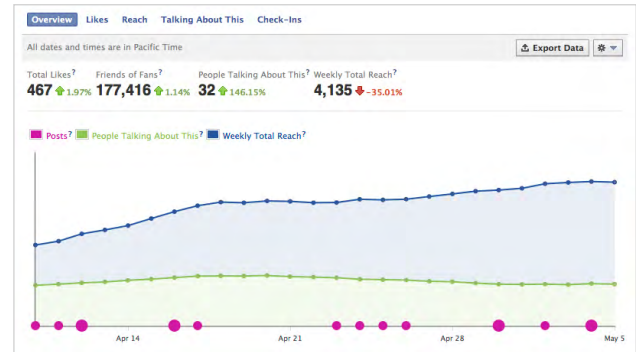 Overview Likes Reach Talking About This Check-Ins
All dates and times are in Pacific Time Export Data
Total Likes? Friends of Fans? People Talking About This? Weekly Total Reach?
467 1.97% 177,416 1.14% 32 146.15% 4,135 -35.01%
Posts? People Talking About This? Weekly Total Reach?
Apr 14 Apr 21 Apr 28 May 5